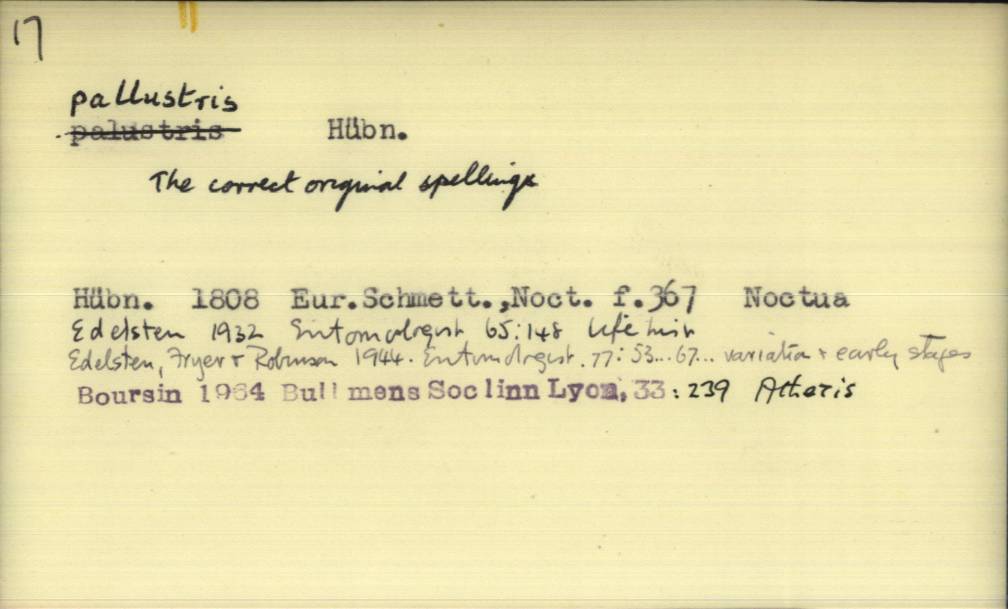 17
pallustris
palustris Hübn.
The correct original spelling
Hübn. 1808 Eur.Schmett.,Noct. f.367 Noctua
Edelsten 1932 Entomologist 65:148 life hist
Edelsten, Fryer & Robinson 1944. Entomologist. 77: 53...67... variation & early stages
Boursin 1964 Bull mens Soc linn Lyon, 33: 239 Athetis